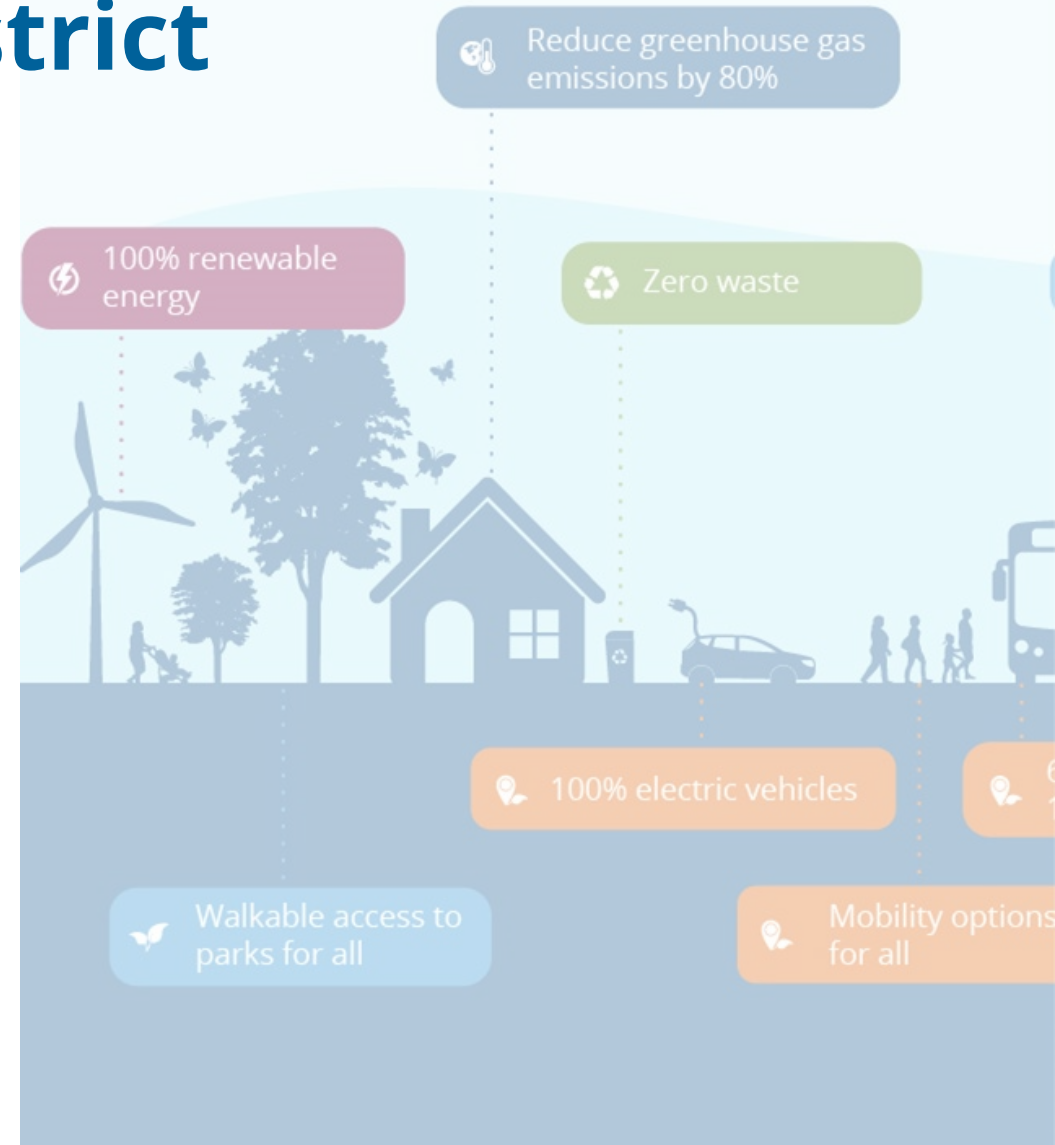 strict
Reduce greenhouse gas
emissions by 80%
100% renewable
energy
Zero waste
100% electric vehicles
Walkable access to
parks for all
Mobility options
for all